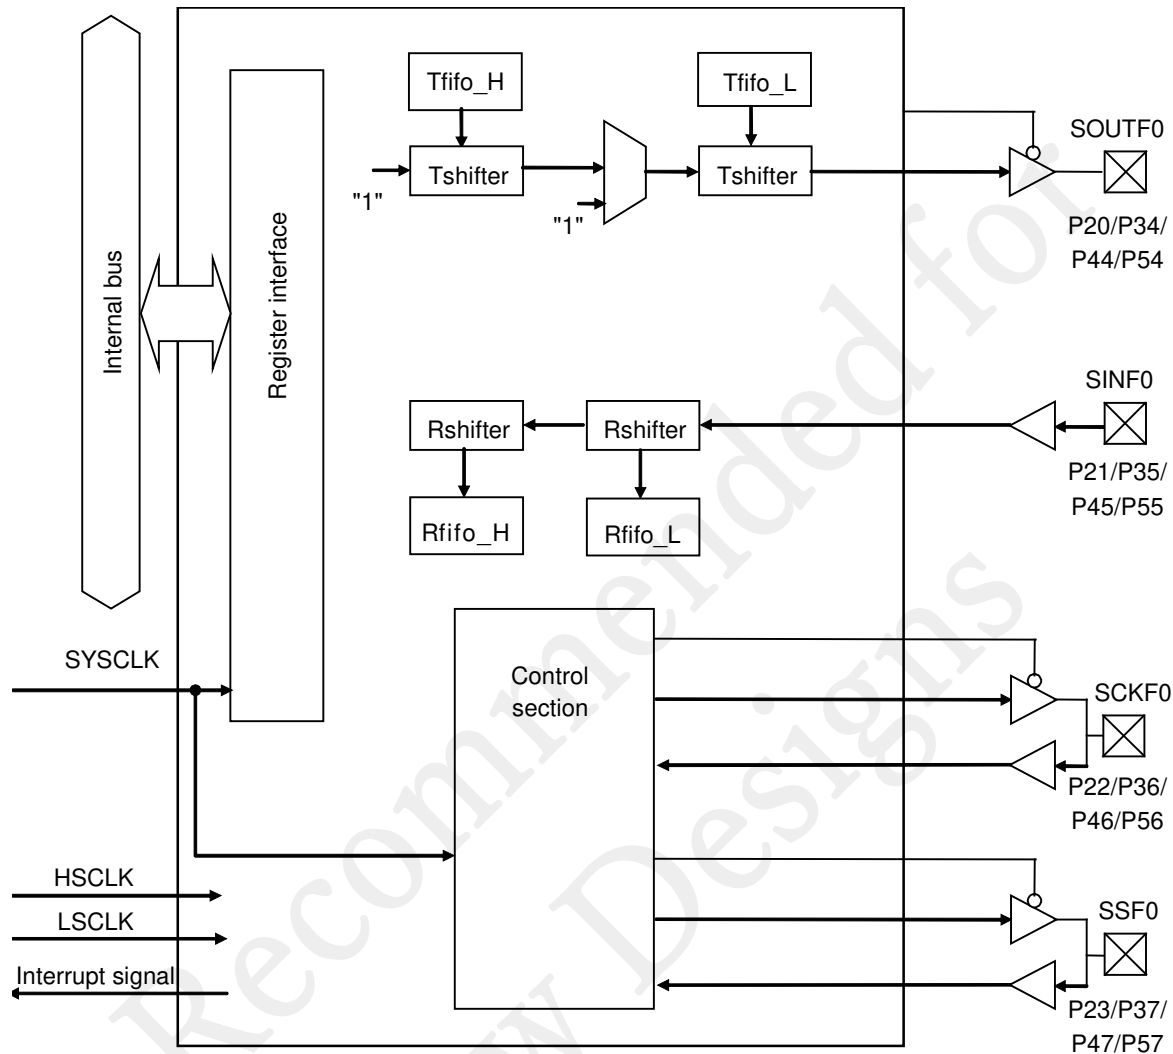 Tfifo_H
Tfifo_L
Tshifter
Tshifter
"1"
"1"
SOUTF0
P20/P34/
P44/P54
Internal bus
Register interface
SINF0
P21/P35/
P45/P55
Rshifter
Rshifter
Rfifo_H
Rfifo_L
SYSCLK
Control
section
SCKF0
P22/P36/
P46/P56
HSCLK
LSCLK
Interrupt signal
SSF0
P23/P37/
P47/P57
Recommended for
w Designs